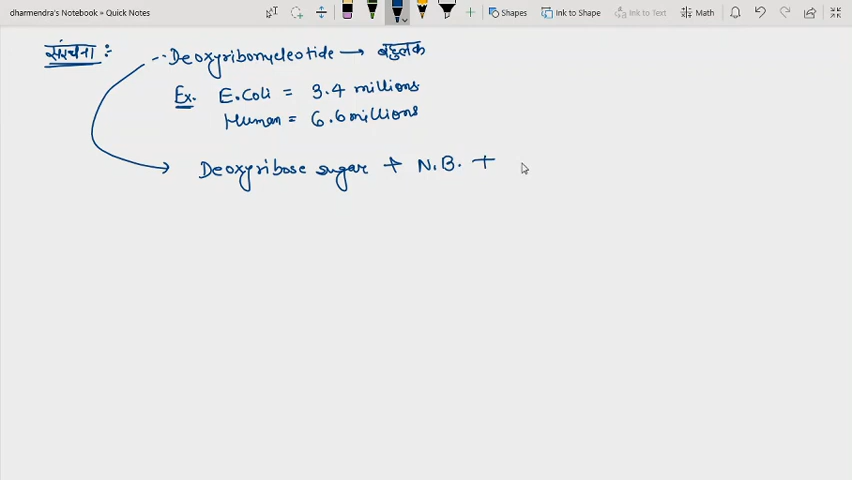 dharmendra's Notebook » Quick Notes
Shapes Ink to Shape Ink to Text Math
संरचना :- Deoxyribonucleotide → बहुलक
Ex. E.Coli = 3.4 millions
Human = 6.6 millions
Deoxyribose sugar + N.B. +